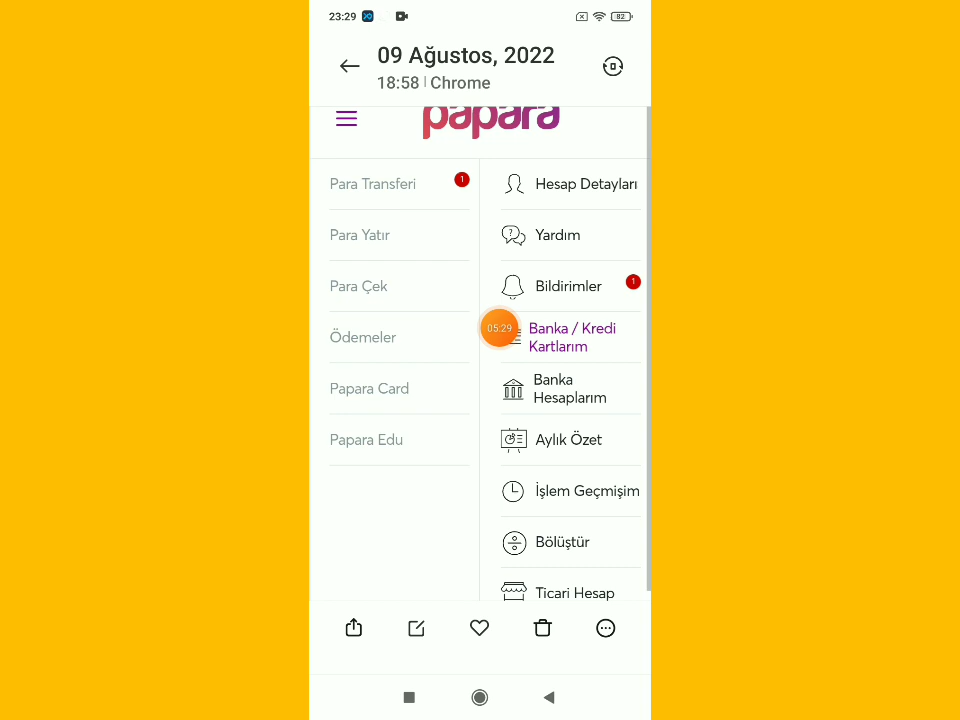 23:29
82
09 Ağustos, 2022
18:58 | Chrome
papara
Para Transferi
1
Para Yatır
Para Çek
Ödemeler
Papara Card
Papara Edu
Hesap Detayları
?
Yardım
Bildirimler
1
05:29
Banka / Kredi
Kartlarım
Banka
Hesaplarım
Aylık Özet
İşlem Geçmişim
Bölüştür
Ticari Hesap